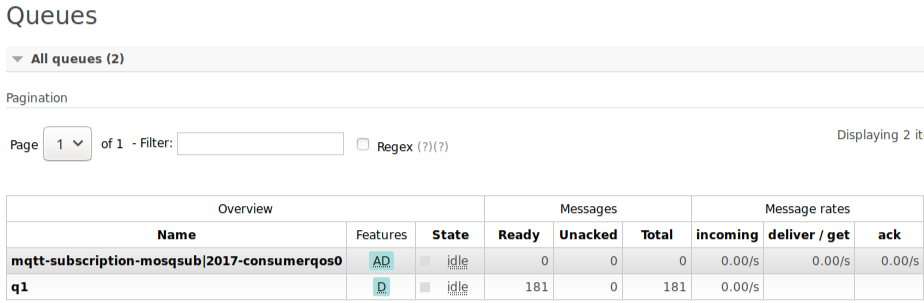 Queues
All queues (2)
Pagination
Page 1 of 1 - Filter: Regex (?)(?) Displaying 2 it
Overview Messages Message rates
Name Features State Ready Unacked Total incoming deliver / get ack
mqtt-subscription-mosqsub|2017-consumerqos0 AD idle 0 0 0 0.00/s 0.00/s 0.00/s
q1 D idle 181 0 181 0.00/s